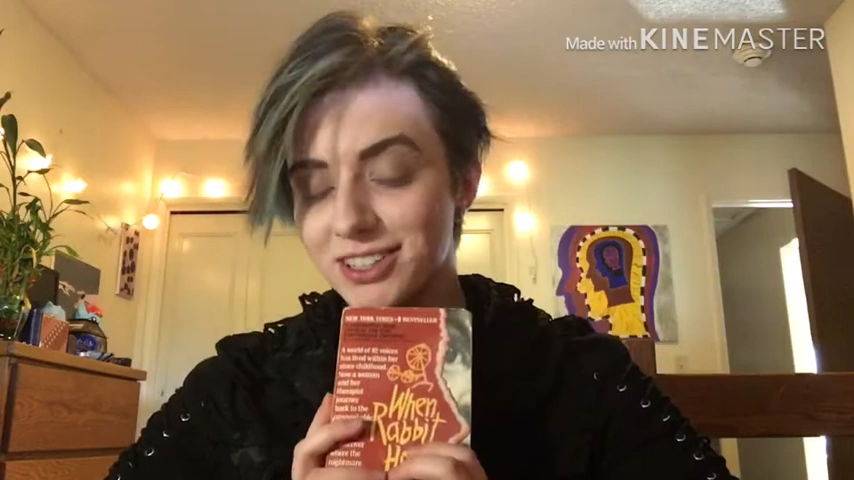 Made with KINEMASTER
NEW YORK TIMES #1 BESTSELLER
A world of 92 voices
has lived within her
since childhood.
Now a woman
and her
therapist
journey
back to the
where the
nightmare
When
Rabbit